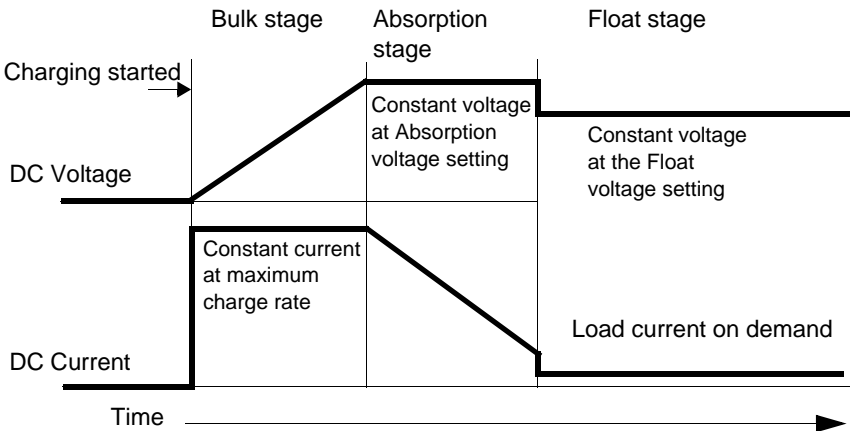 Bulk stage
Absorption
stage
Float stage
Charging started
Constant voltage
at Absorption
voltage setting
Constant voltage
at the Float
voltage setting
DC Voltage
Constant current
at maximum
charge rate
Load current on demand
DC Current
Time